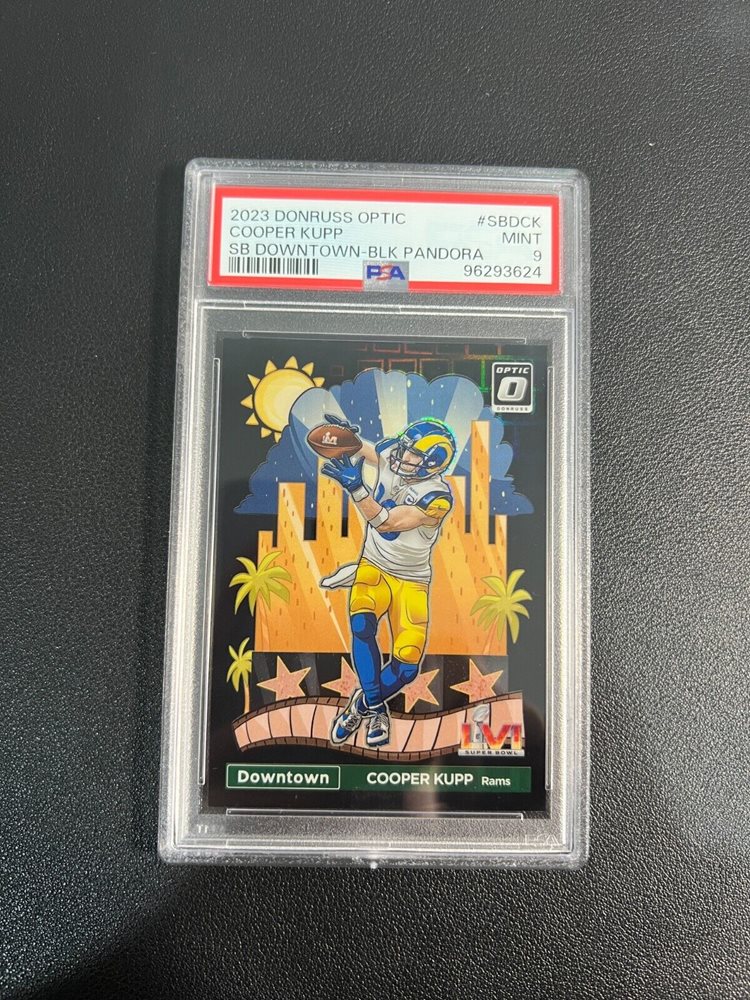 2023 DONRUSS OPTIC #SBDCK
COOPER KUPP MINT
SB DOWNTOWN-BLK PANDORA 9
PSA 96293624
OPTIC
DONRUSS
LVI
SUPER BOWL
Downtown COOPER KUPP Rams